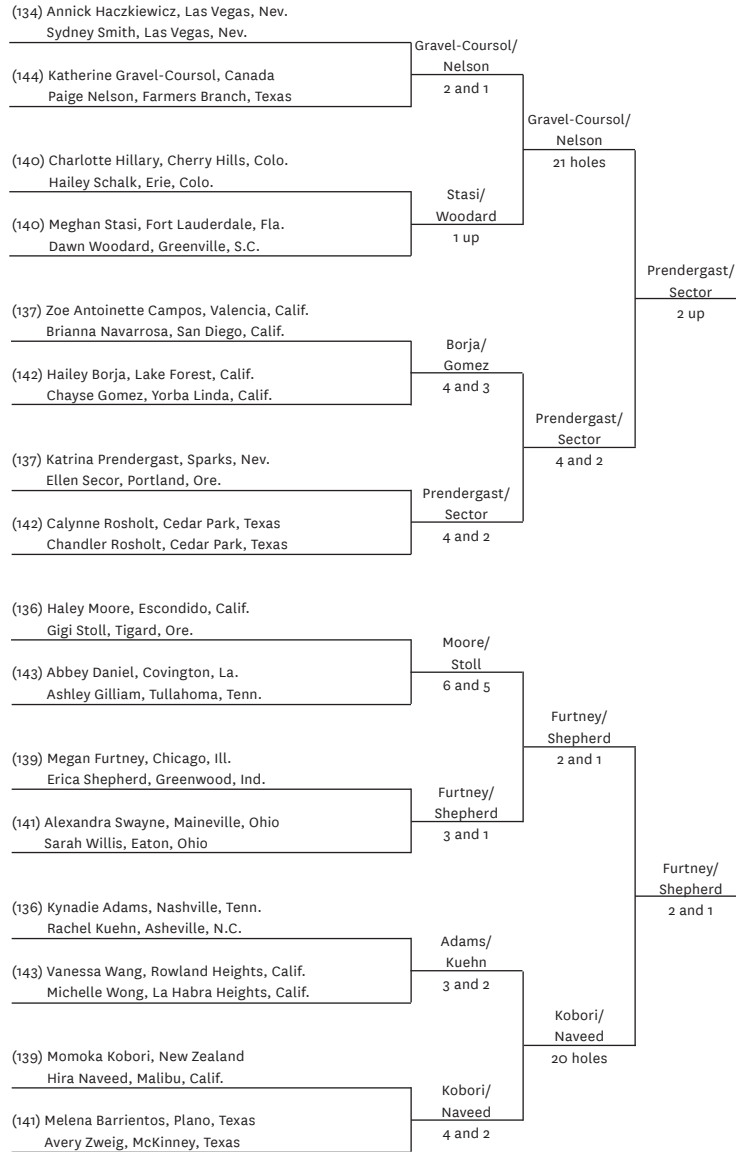 (134) Annick Haczkiewicz, Las Vegas, Nev.
Sydney Smith, Las Vegas, Nev.
Gravel-Coursol/
Nelson
2 and 1
(144) Katherine Gravel-Coursol, Canada
Paige Nelson, Farmers Branch, Texas
Gravel-Coursol/
Nelson
21 holes
(140) Charlotte Hillary, Cherry Hills, Colo.
Hailey Schalk, Erie, Colo.
Stasi/
Woodard
1 up
(140) Meghan Stasi, Fort Lauderdale, Fla.
Dawn Woodard, Greenville, S.C.
Prendergast/
Sector
2 up
(137) Zoe Antoinette Campos, Valencia, Calif.
Brianna Navarrosa, San Diego, Calif.
Borja/
Gomez
4 and 3
(142) Hailey Borja, Lake Forest, Calif.
Chayse Gomez, Yorba Linda, Calif.
Prendergast/
Sector
4 and 2
(137) Katrina Prendergast, Sparks, Nev.
Ellen Secor, Portland, Ore.
Prendergast/
Sector
4 and 2
(142) Calynne Rosholt, Cedar Park, Texas
Chandler Rosholt, Cedar Park, Texas
(136) Haley Moore, Escondido, Calif.
Gigi Stoll, Tigard, Ore.
Moore/
Stoll
6 and 5
(143) Abbey Daniel, Covington, La.
Ashley Gilliam, Tullahoma, Tenn.
Furtney/
Shepherd
2 and 1
(139) Megan Furtney, Chicago, Ill.
Erica Shepherd, Greenwood, Ind.
Furtney/
Shepherd
3 and 1
(141) Alexandra Swayne, Maineville, Ohio
Sarah Willis, Eaton, Ohio
Furtney/
Shepherd
2 and 1
(136) Kynadie Adams, Nashville, Tenn.
Rachel Kuehn, Asheville, N.C.
Adams/
Kuehn
3 and 2
(143) Vanessa Wang, Rowland Heights, Calif.
Michelle Wong, La Habra Heights, Calif.
Kobori/
Naveed
20 holes
(139) Momoka Kobori, New Zealand
Hira Naveed, Malibu, Calif.
Kobori/
Naveed
4 and 2
(141) Melena Barrientos, Plano, Texas
Avery Zweig, McKinney, Texas